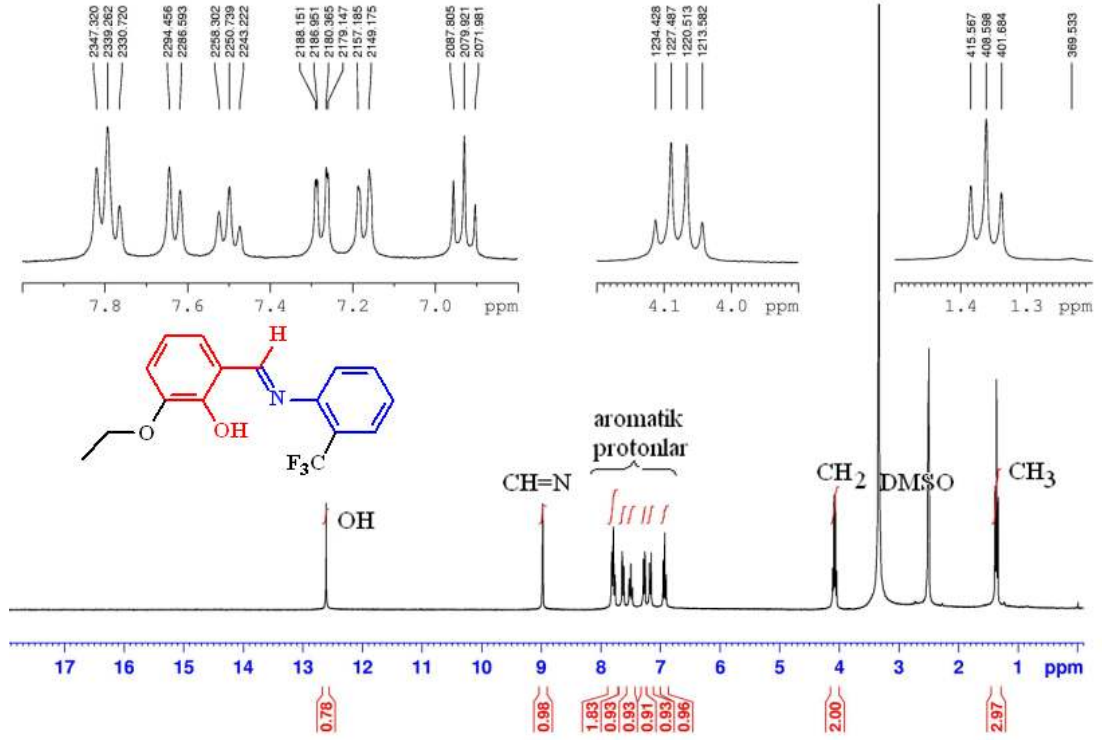 2347.320
2339.262
2330.720
2294.456
2286.593
2258.302
2250.739
2243.222
2188.151
2186.951
2180.365
2179.147
2157.185
2149.175
2087.805
2079.921
2071.981
1234.428
1227.487
1220.513
1213.582
415.567
408.598
401.684
369.533
7.8 7.6 7.4 7.2 7.0 ppm
4.1 4.0 ppm
1.4 1.3 ppm
H
N
OH
O
F3C
aromatik
protonlar
OH
CH=N
CH2
DMSO
CH3
17 16 15 14 13 12 11 10 9 8 7 6 5 4 3 2 1 ppm
0.78
0.98
1.83
0.93
0.93
0.91
0.93
0.96
2.00
2.97